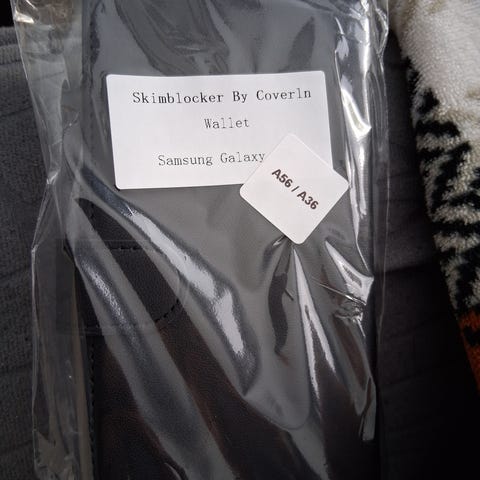 Skimblocker By Coverln
Wallet
Samsung Galaxy
A56 / A36